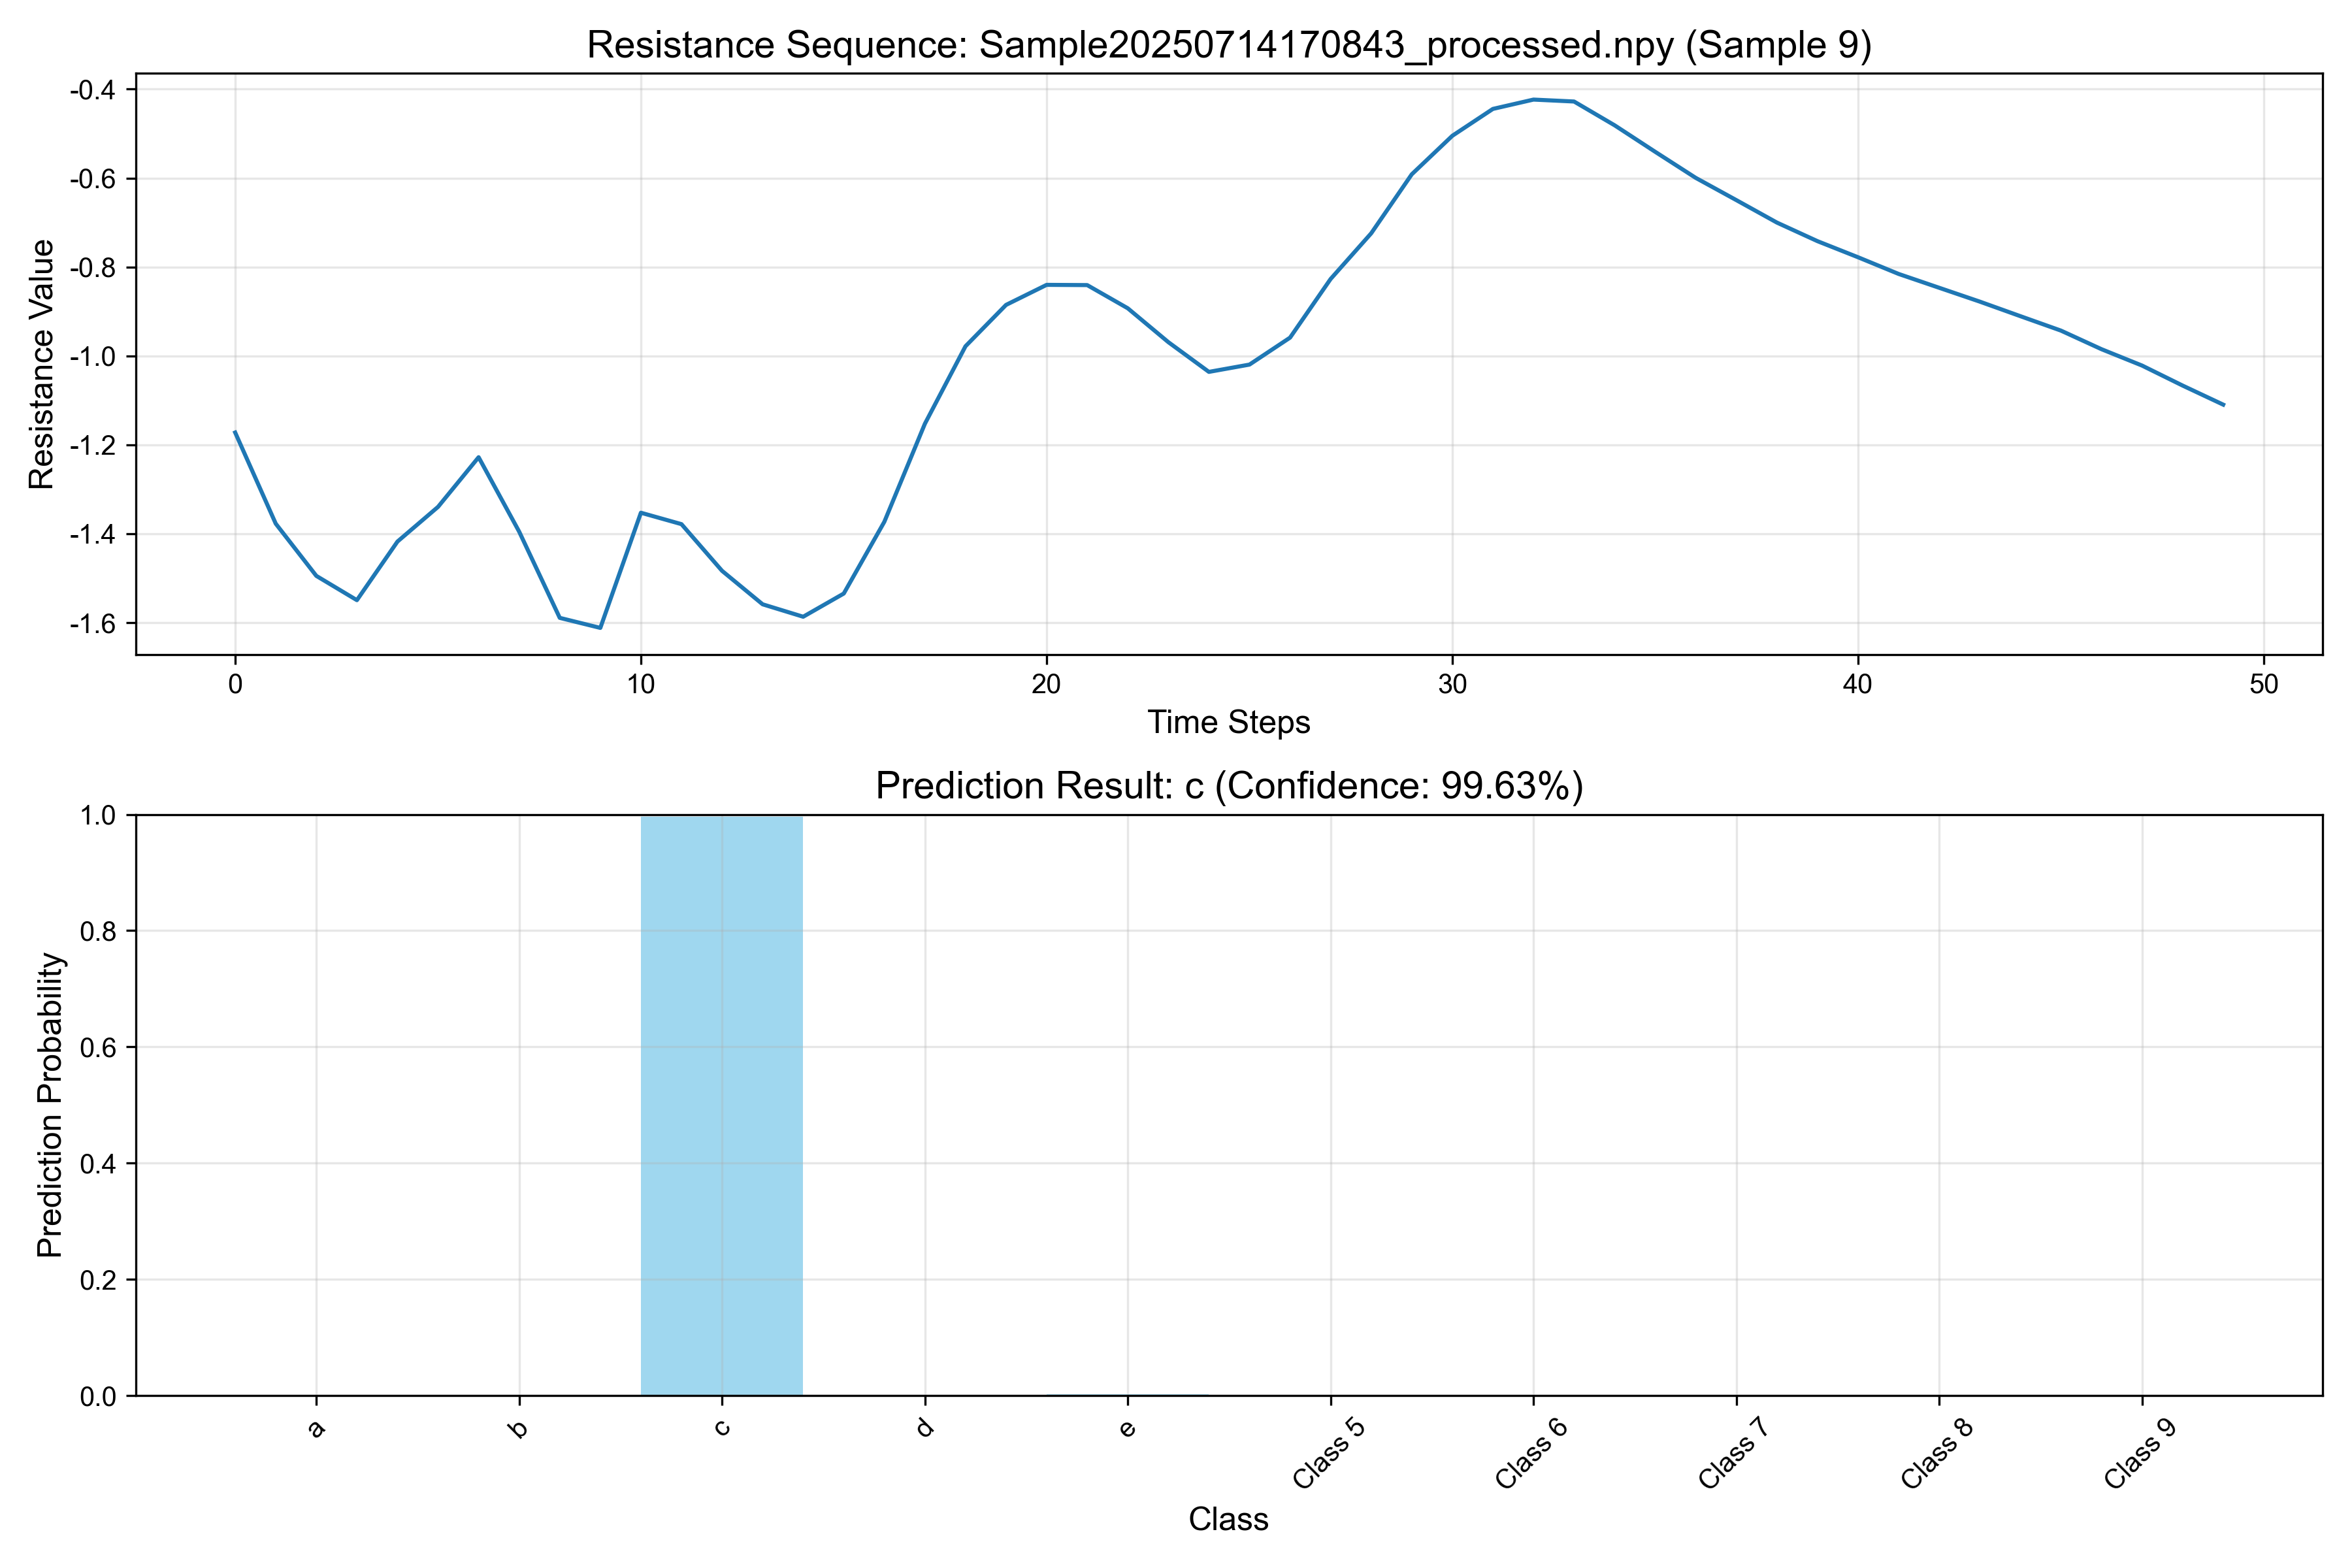 Resistance Sequence: Sample20250714170843_processed.npy (Sample 9)
Resistance Value
-0.4
-0.6
-0.8
-1.0
-1.2
-1.4
-1.6
0 10 20 30 40 50
Time Steps
Prediction Result: c (Confidence: 99.63%)
Prediction Probability
1.0
0.8
0.6
0.4
0.2
0.0
a b c d e Class 5 Class 6 Class 7 Class 8 Class 9
Class